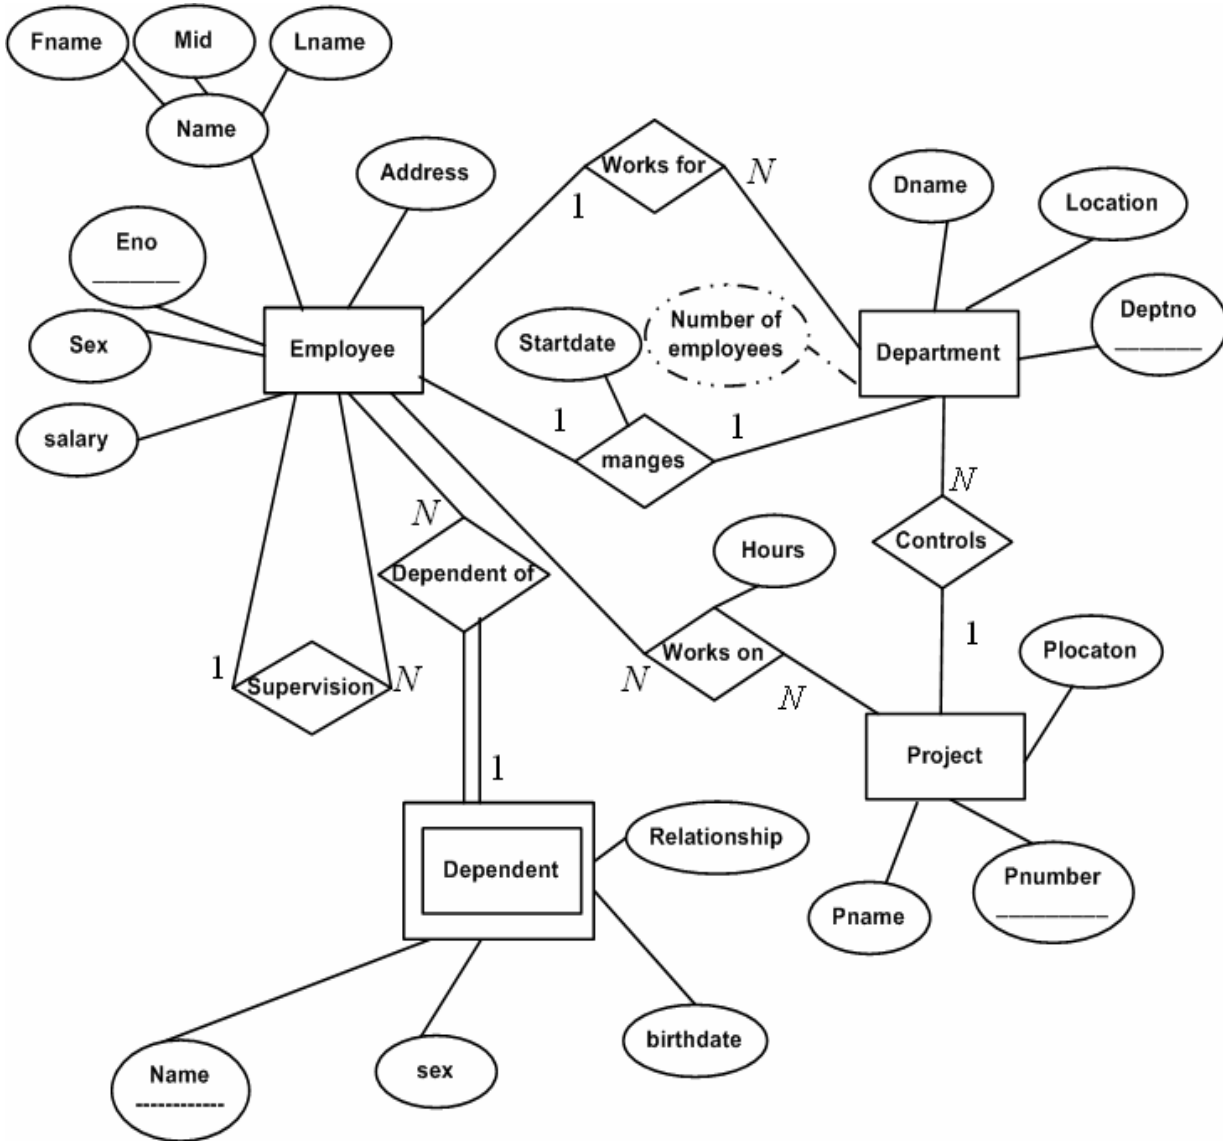 Fname
Mid
Lname
Name
Address
Works for
N
1
Dname
Location
Eno
Deptno
Sex
Employee
Startdate
Number of
employees
Department
salary
1
manges
1
N
N
Controls
Hours
Dependent of
1
1
Supervision
N
Works on
N
N
Plocaton
Project
1
Relationship
Dependent
Pnumber
Pname
birthdate
Name
sex